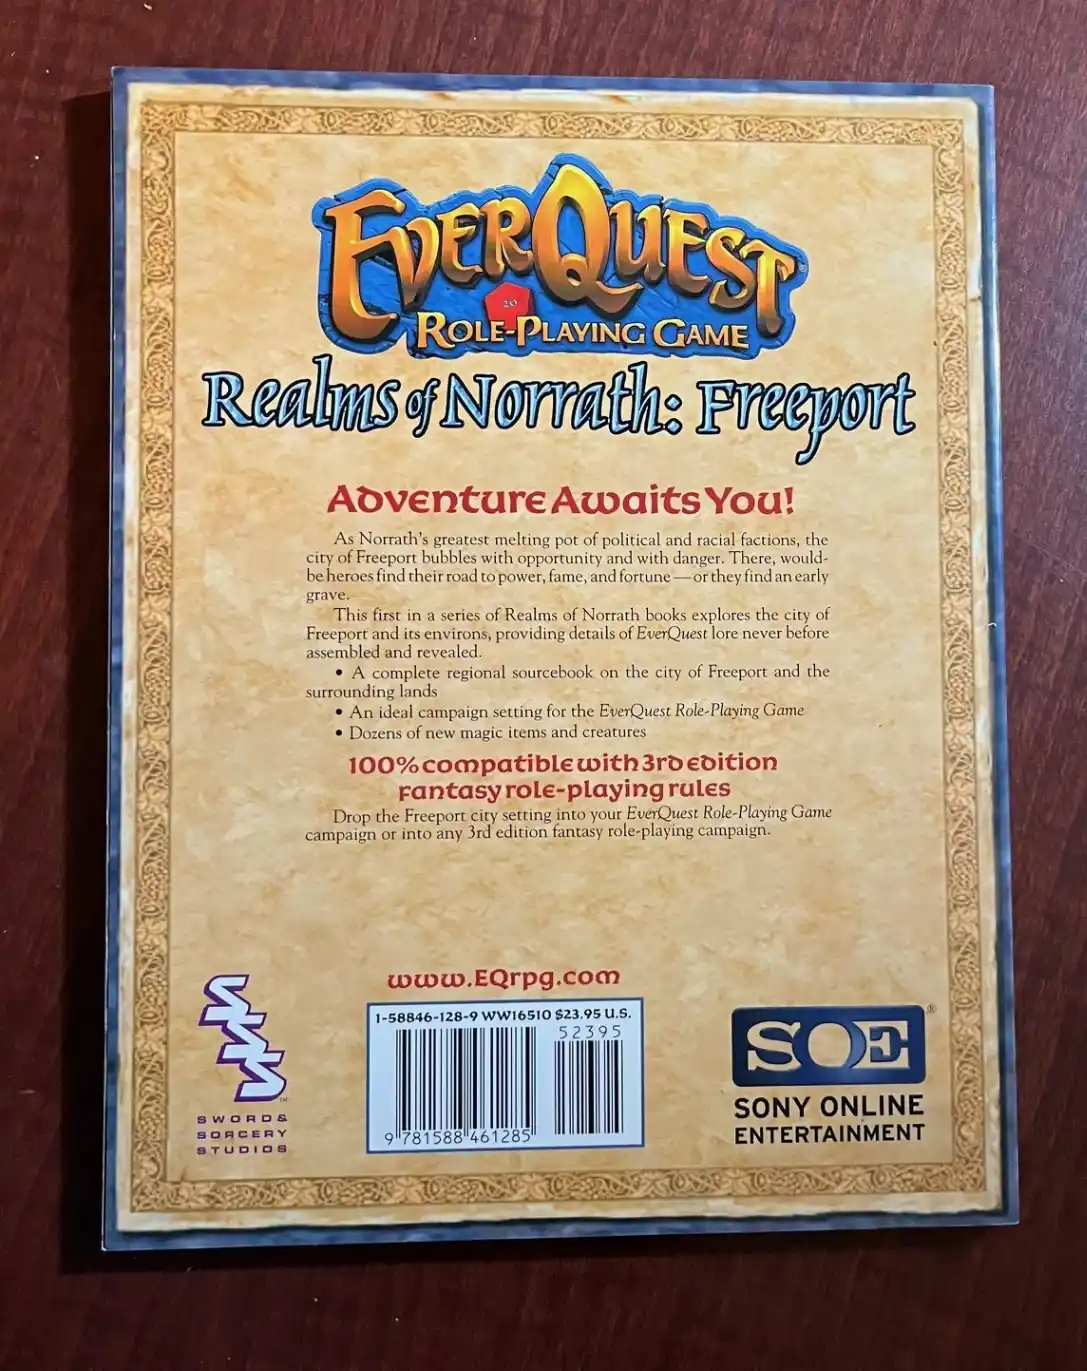 EverQuest®
20
Role-Playing Game
Realms of Norrath: Freeport
Adventure Awaits You!
As Norrath's greatest melting pot of political and racial factions, the
city of Freeport bubbles with opportunity and with danger. There, would-
be heroes find their road to power, fame, and fortune — or they find an early
grave.
This first in a series of Realms of Norrath books explores the city of
Freeport and its environs, providing details of EverQuest lore never before
assembled and revealed.
• A complete regional sourcebook on the city of Freeport and the
surrounding lands
• An ideal campaign setting for the EverQuest Role-Playing Game
• Dozens of new magic items and creatures
100% compatible with 3rd edition
fantasy role-playing rules
Drop the Freeport city setting into your EverQuest Role-Playing Game
campaign or into any 3rd edition fantasy role-playing campaign.
www.EQrpg.com
1-58846-128-9 WW16510 $23.95 U.S.
52395
9 781588 461285
SSS™
SWORD &
SORCERY
STUDIOS
SOE®
SONY ONLINE
ENTERTAINMENT